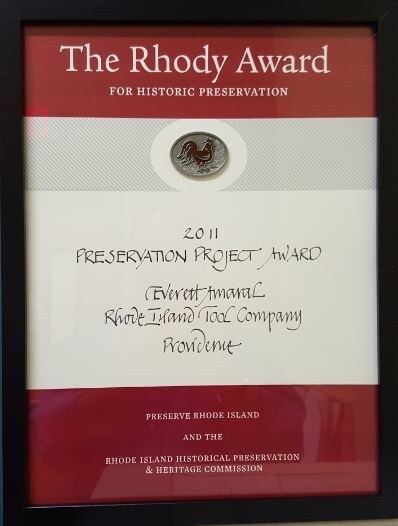 The Rhody Award
FOR HISTORIC PRESERVATION
2011
PRESERVATION PROJECT AWARD
Everett Amaral
Rhode Island Tool Company
Providence
PRESERVE RHODE ISLAND
AND THE
RHODE ISLAND HISTORICAL PRESERVATION
& HERITAGE COMMISSION